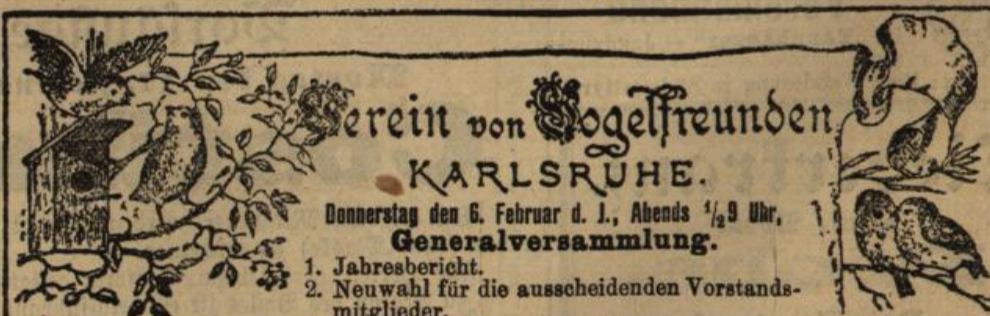 Verein von Vogelfreunden
KARLSRUHE.
Donnerstag den 6. Februar d. J., Abends 1/29 Uhr,
Generalversammlung.
1. Jahresbericht.
2. Neuwahl für die ausscheidenden Vorstands-
mitglieder.